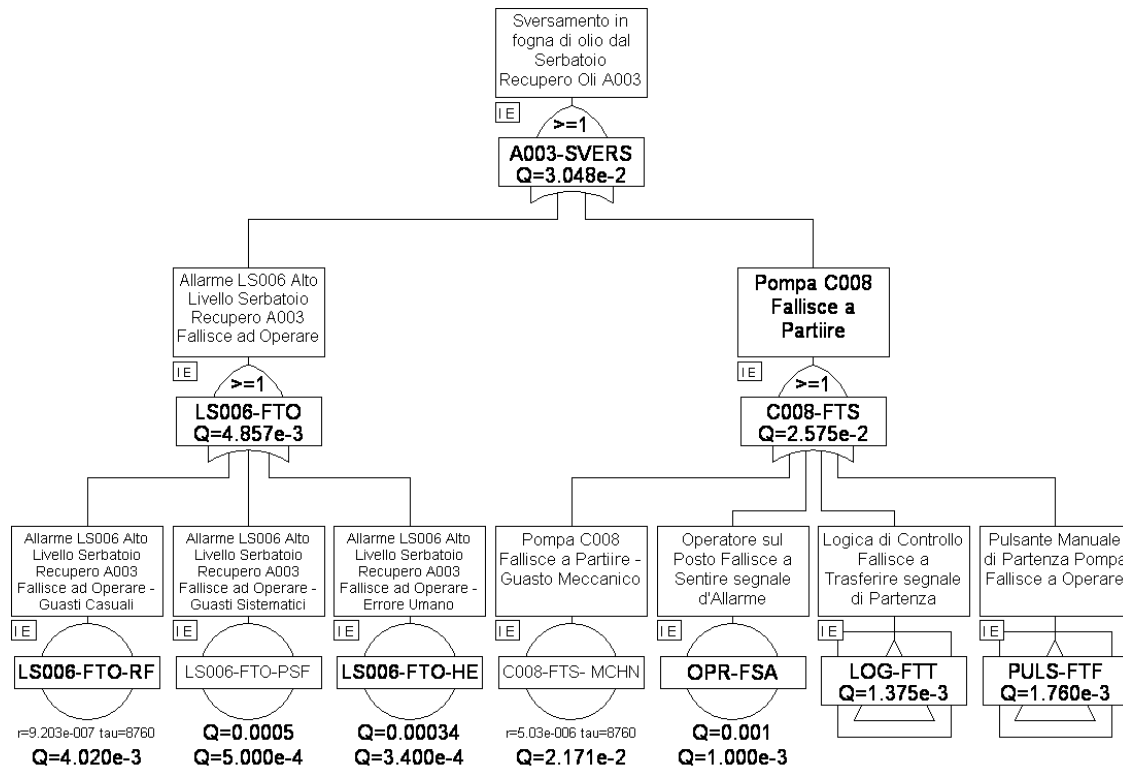 Sversamento in
fogna di olio dal
Serbatoio
Recupero Oli A003
IE
>=1
A003-SVERS
Q=3.048e-2
Allarme LS006 Alto
Livello Serbatoio
Recupero A003
Fallisce ad Operare
IE
>=1
LS006-FTO
Q=4.857e-3
Pompa C008
Fallisce a
Partiire
IE
>=1
C008-FTS
Q=2.575e-2
Allarme LS006 Alto
Livello Serbatoio
Recupero A003
Fallisce ad Operare -
Guasti Casuali
IE
LS006-FTO-RF
r=9.203e-007 tau=8760
Q=4.020e-3
Allarme LS006 Alto
Livello Serbatoio
Recupero A003
Fallisce ad Operare -
Guasti Sistematici
IE
LS006-FTO-PSF
Q=0.0005
Q=5.000e-4
Allarme LS006 Alto
Livello Serbatoio
Recupero A003
Fallisce ad Operare -
Errore Umano
IE
LS006-FTO-HE
Q=0.00034
Q=3.400e-4
Pompa C008
Fallisce a Partiire -
Guasto Meccanico
IE
C008-FTS- MCHN
r=5.03e-006 tau=8760
Q=2.171e-2
Operatore sul
Posto Fallisce a
Sentire segnale
d'Allarme
IE
OPR-FSA
Q=0.001
Q=1.000e-3
Logica di Controllo
Fallisce a
Trasferire segnale
di Partenza
IE
LOG-FTT
Q=1.375e-3
Pulsante Manuale
di Partenza Pompa
Fallisce a Operare
IE
PULS-FTF
Q=1.760e-3